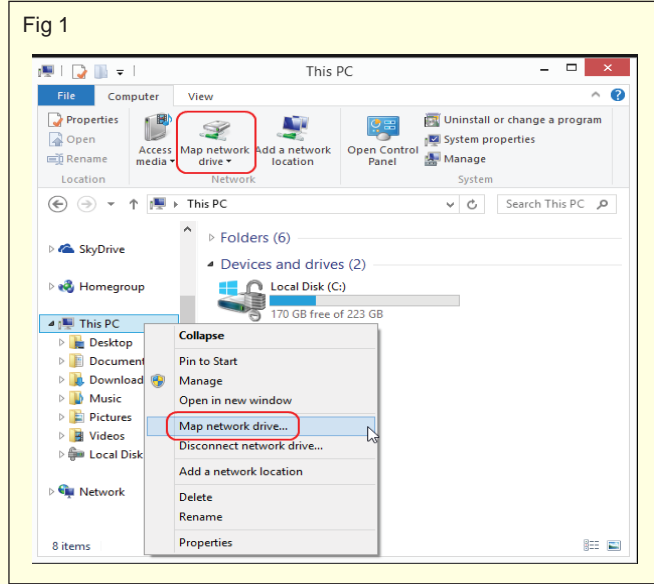 Fig 1
This PC
File Computer View
Properties
Open
Rename
Access media
Map network drive
Add a network location
Open Control Panel
Uninstall or change a program
System properties
Manage
Location Network System
This PC
Search This PC
SkyDrive
Homegroup
This PC
Desktop
Document
Download
Music
Pictures
Videos
Local Disk
Network
Folders (6)
Devices and drives (2)
Local Disk (C:)
170 GB free of 223 GB
Collapse
Pin to Start
Manage
Open in new window
Map network drive...
Disconnect network drive...
Add a network location
Delete
Rename
Properties
8 items